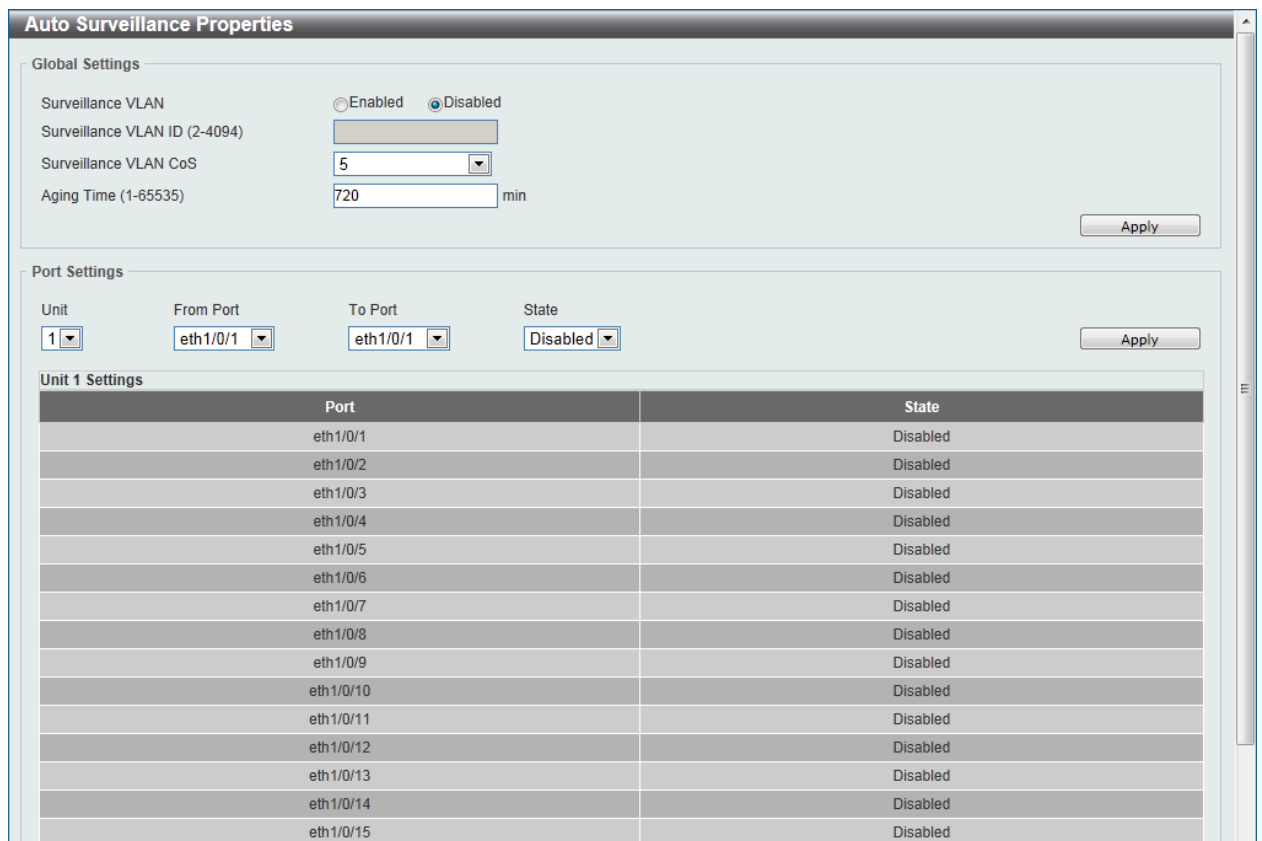 Auto Surveillance Properties
Global Settings
Surveillance VLAN Enabled Disabled
Surveillance VLAN ID (2-4094)
Surveillance VLAN CoS 5
Aging Time (1-65535) 720 min
Apply
Port Settings
Unit From Port To Port State
1 eth1/0/1 eth1/0/1 Disabled Apply
Unit 1 Settings
Port State
eth1/0/1 Disabled
eth1/0/2 Disabled
eth1/0/3 Disabled
eth1/0/4 Disabled
eth1/0/5 Disabled
eth1/0/6 Disabled
eth1/0/7 Disabled
eth1/0/8 Disabled
eth1/0/9 Disabled
eth1/0/10 Disabled
eth1/0/11 Disabled
eth1/0/12 Disabled
eth1/0/13 Disabled
eth1/0/14 Disabled
eth1/0/15 Disabled